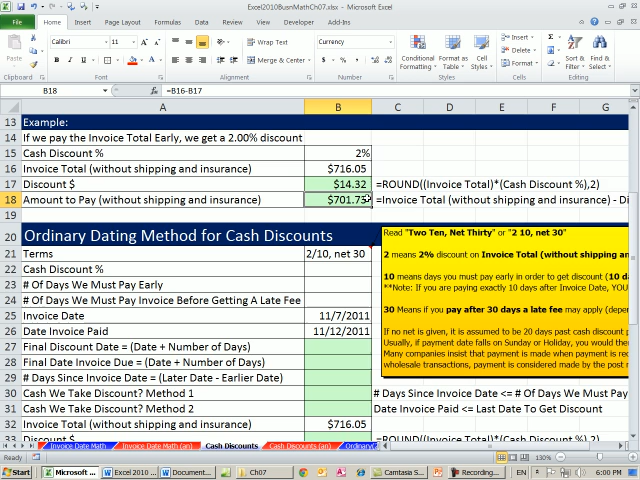 Excel2010BusnMathCh07.xlsx - Microsoft Excel
File Home Insert Page Layout Formulas Data Review View Developer Add-Ins
Calibri 11 Wrap Text Currency Insert
Paste Merge & Center Conditional Formatting Format as Table Cell Styles Delete Format Sort & Filter Find & Select
Clipboard Font Alignment Number Styles Cells Editing
B18 fx =B16-B17
A B C D E F G
13 Example:
14 If we pay the Invoice Total Early, we get a 2.00% discount
15 Cash Discount % 2%
16 Invoice Total (without shipping and insurance) $716.05
17 Discount $ $14.32 =ROUND((Invoice Total)*(Cash Discount %),2)
18 Amount to Pay (without shipping and insurance) $701.73 =Invoice Total (without shipping and insurance) - Di
19
20 Ordinary Dating Method for Cash Discounts
21 Terms 2/10, net 30
22 Cash Discount %
23 # Of Days We Must Pay Early
24 # Of Days We Must Pay Invoice Before Getting A Late Fee
25 Invoice Date 11/7/2011
26 Date Invoice Paid 11/12/2011
27 Final Discount Date = (Date + Number of Days)
28 Final Date Invoice Due = (Date + Number of Days)
29 # Days Since Invoice Date = (Later Date - Earlier Date)
30 Cash We Take Discount? Method 1 # Days Since Invoice Date <= # Of Days We Must Pay
31 Cash We Take Discount? Method 2 Date Invoice Paid <= Last Date To Get Discount
32 Invoice Total (without shipping and insurance) $716.05
33 Discount $ =ROUND((Invoice Total)*(Cash Discount %),2)
Read "Two Ten, Net Thirty" or "2 10, net 30"
2 means 2% discount on Invoice Total (without shipping an
10 means days you must pay early in order to get discount (10 da
**Note: If you are paying exactly 10 days after Invoice Date, YOU
30 Means if you pay after 30 days a late fee may apply (depen
If no net is given, it is assumed to be 20 days past cash discount p
Usually, if payment date falls on Sunday or Holiday, you would then
Many companies insist that payment is made when payment is rec
wholesale transactions, payment is considered made by the post m
Invoice Date Math Invoice Date Math (an) Cash Discounts Cash Discounts (an) Ordinary
Ready 130%
Start Microsoft ... Excel 2010 ... Document... Ch07 Camtasia S... Recording... EN 6:00 PM